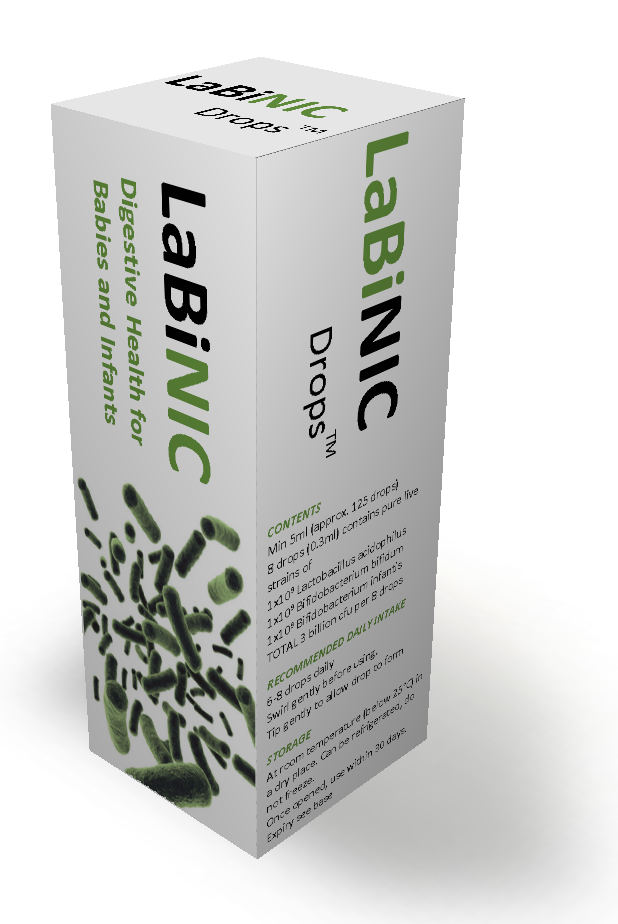 LaBiNIC
Drops ™
LaBiNIC
Digestive Health for
Babies and Infants
LaBiNIC
Drops™
CONTENTS
Min 5ml (approx. 125 drops)
8 drops (0.3ml) contains pure live
strains of
1x10⁹ Lactobacillus acidophilus
1x10⁹ Bifidobacterium bifidum
1x10⁹ Bifidobacterium infantis
TOTAL 3 billion cfu per 8 drops
RECOMMENDED DAILY INTAKE
6-8 drops daily
Swirl gently before using.
Tip gently to allow drop to form
STORAGE
At room temperature (below 25°C) in
a dry place. Can be refrigerated, do
not freeze.
Once opened, use within 30 days.
Expiry see base